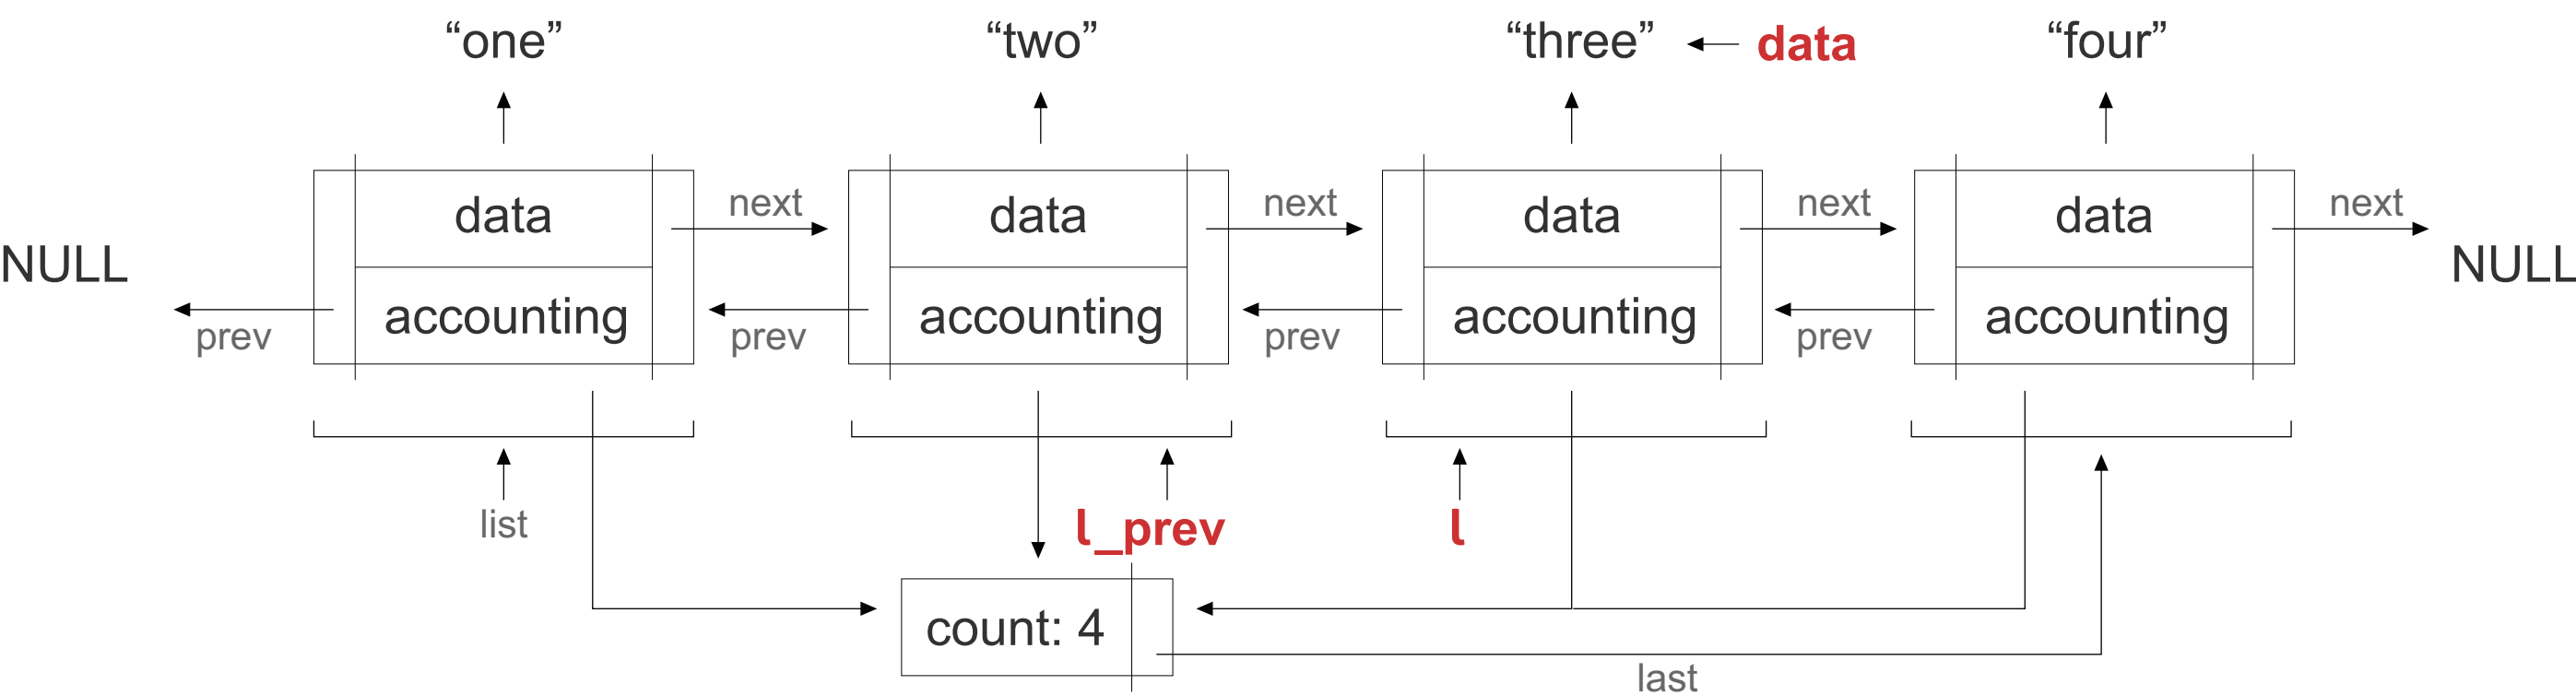 “one” “two” “three” data “four”
data next data next data next data next
NULL NULL
prev accounting prev accounting prev accounting prev accounting
list l_prev l
count: 4
last